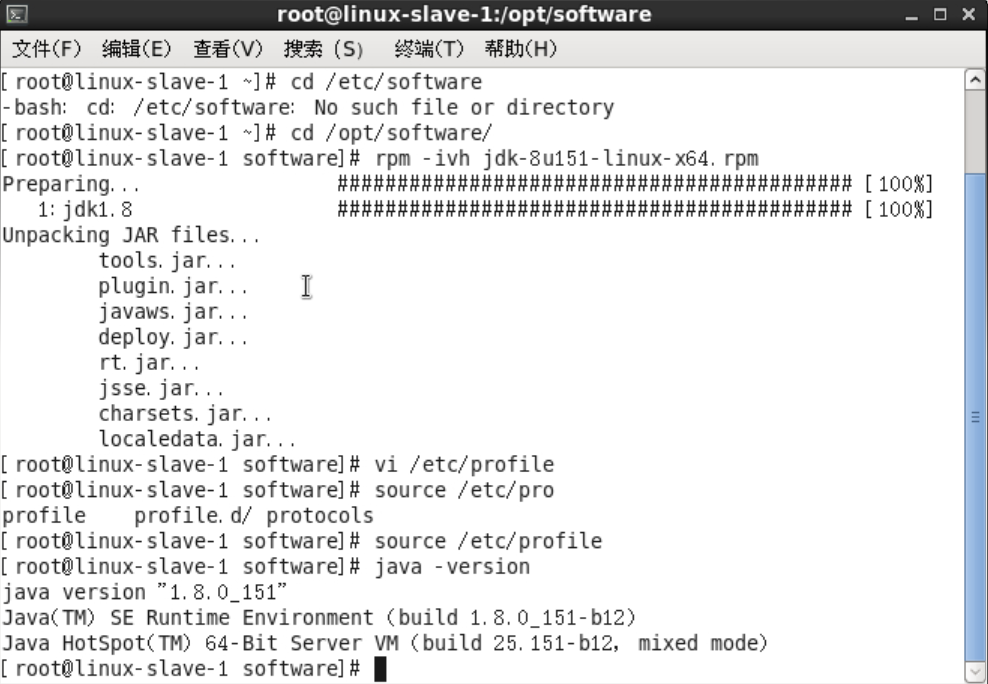 root@linux-slave-1:/opt/software
文件(F) 编辑(E) 查看(V) 搜索 (S) 终端(T) 帮助(H)
[root@linux-slave-1 ~]# cd /etc/software
-bash: cd: /etc/software: No such file or directory
[root@linux-slave-1 ~]# cd /opt/software/
[root@linux-slave-1 software]# rpm -ivh jdk-8u151-linux-x64.rpm
Preparing... ########################################### [100%]
1:jdk1.8 ########################################### [100%]
Unpacking JAR files...
tools.jar...
plugin.jar...
javaws.jar...
deploy.jar...
rt.jar...
jsse.jar...
charsets.jar...
localedata.jar...
[root@linux-slave-1 software]# vi /etc/profile
[root@linux-slave-1 software]# source /etc/pro
profile profile.d/ protocols
[root@linux-slave-1 software]# source /etc/profile
[root@linux-slave-1 software]# java -version
java version "1.8.0_151"
Java(TM) SE Runtime Environment (build 1.8.0_151-b12)
Java HotSpot(TM) 64-Bit Server VM (build 25.151-b12, mixed mode)
[root@linux-slave-1 software]#